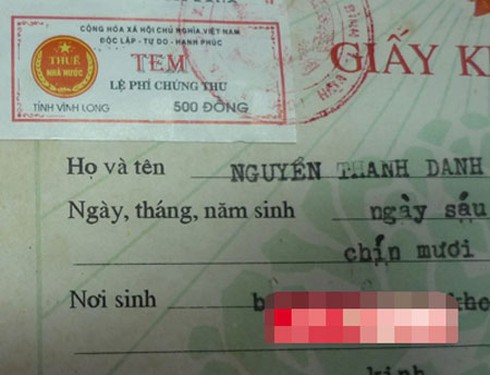 CỘNG HÒA XÃ HỘI CHỦ NGHĨA VIỆT NAM
ĐỘC LẬP - TỰ DO - HẠNH PHÚC
THUẾ
NHÀ NƯỚC
TEM
LỆ PHÍ CHỨNG THƯ
TỈNH VĨNH LONG
500 ĐỒNG
GIẤY K
Họ và tên NGUYỄN THANH DANH
Ngày, tháng, năm sinh ngày sáu
chín mươi
Nơi sinh
kinh